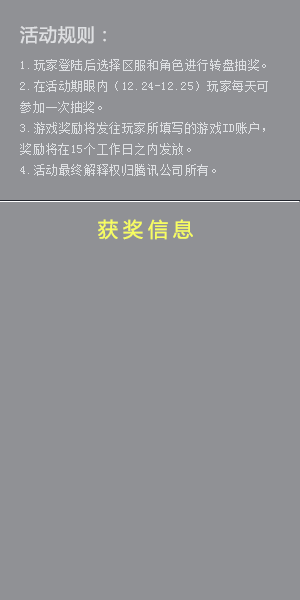 活动规则：
1.玩家登陆后选择区服和角色进行转盘抽奖。
2.在活动期眼内（12.24-12.25）玩家每天可
参加一次抽奖。
3.游戏奖励将发往玩家所填写的游戏ID账户，
奖励将在15个工作日之内发放。
4.活动最终解释权归腾讯公司所有。
获奖信息